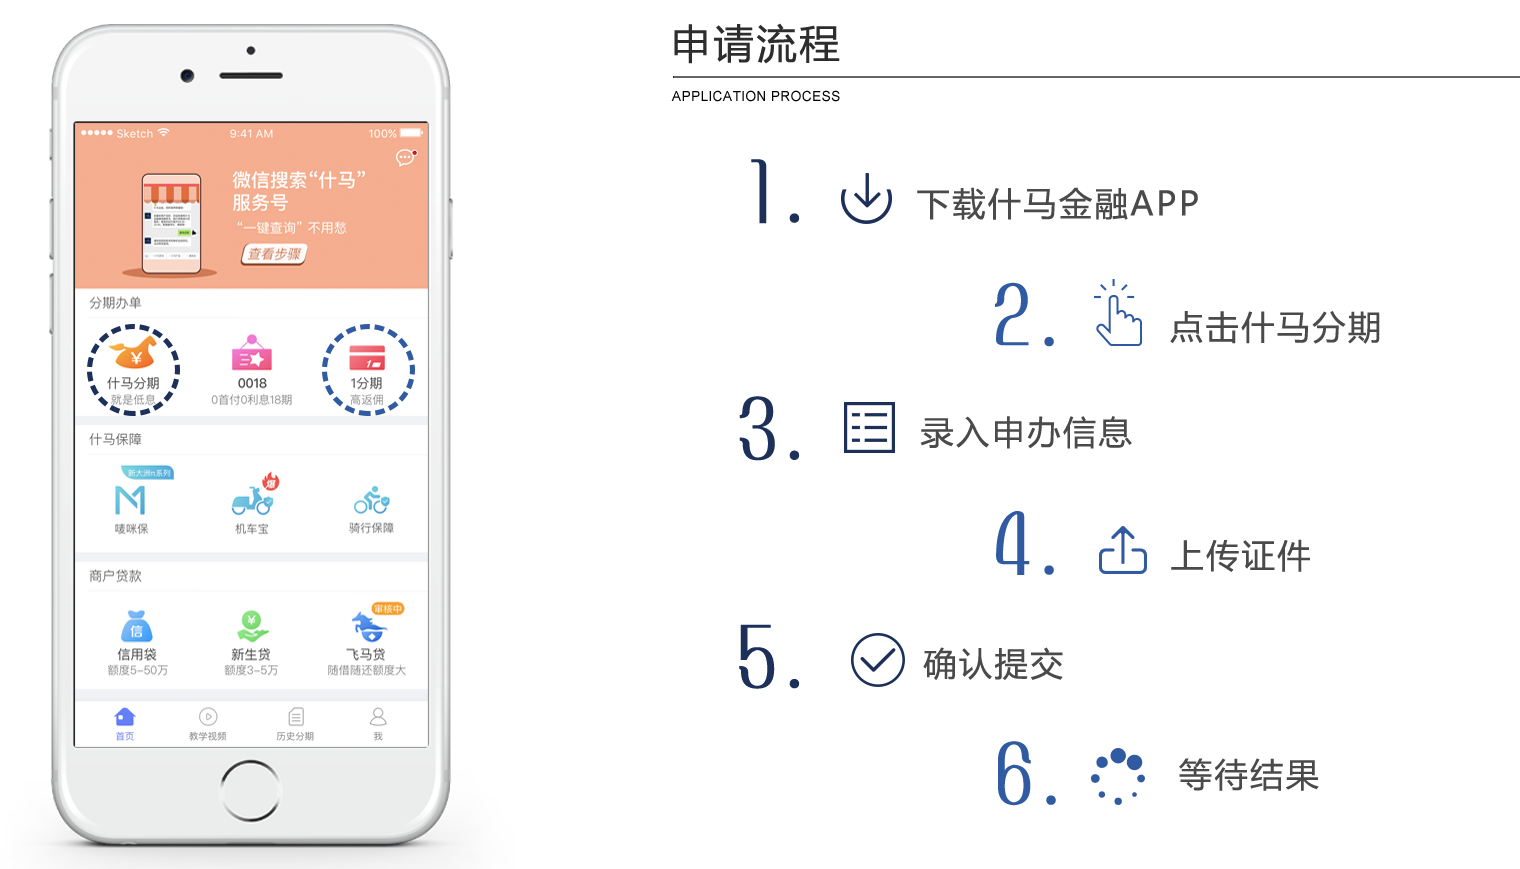 申请流程
APPLICATION PROCESS
1. 下载什马金融APP
2. 点击什马分期
3. 录入申办信息
4. 上传证件
5. 确认提交
6. 等待结果
Sketch 9:41 AM 100%
微信搜索“什马”
服务号
“一键查询” 不用愁
查看步骤
分期办单
什马分期 0018 1分期
就是低息 0首付0利息18期 高返佣
什马保障
新大洲n系列
爆
唛咪保 机车宝 骑行保障
商户贷款
审核中
信
信用袋 新生贷 飞马贷
额度5-50万 额度3-5万 随借随还额度大
首页 教学视频 历史分期 我